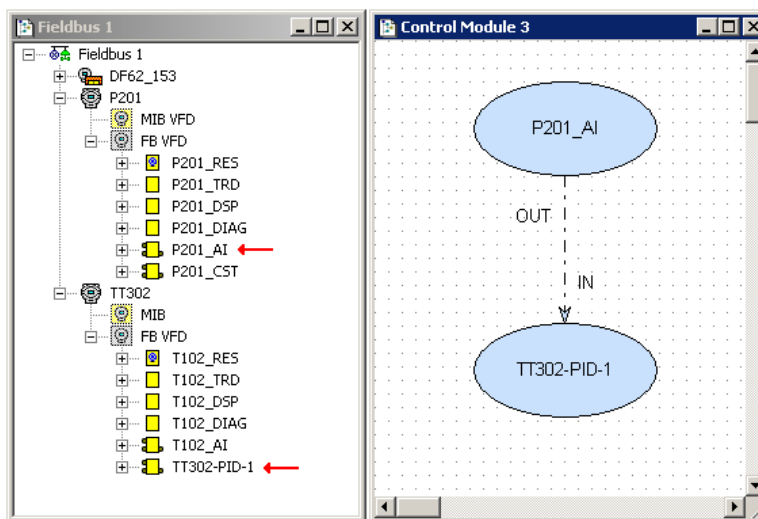 Fieldbus 1
Fieldbus 1
DF62_153
P201
MIB VFD
FB VFD
P201_RES
P201_TRD
P201_DSP
P201_DIAG
P201_AI
P201_CST
TT302
MIB
FB VFD
T102_RES
T102_TRD
T102_DSP
T102_DIAG
T102_AI
TT302-PID-1
Control Module 3
P201_AI
OUT
IN
TT302-PID-1